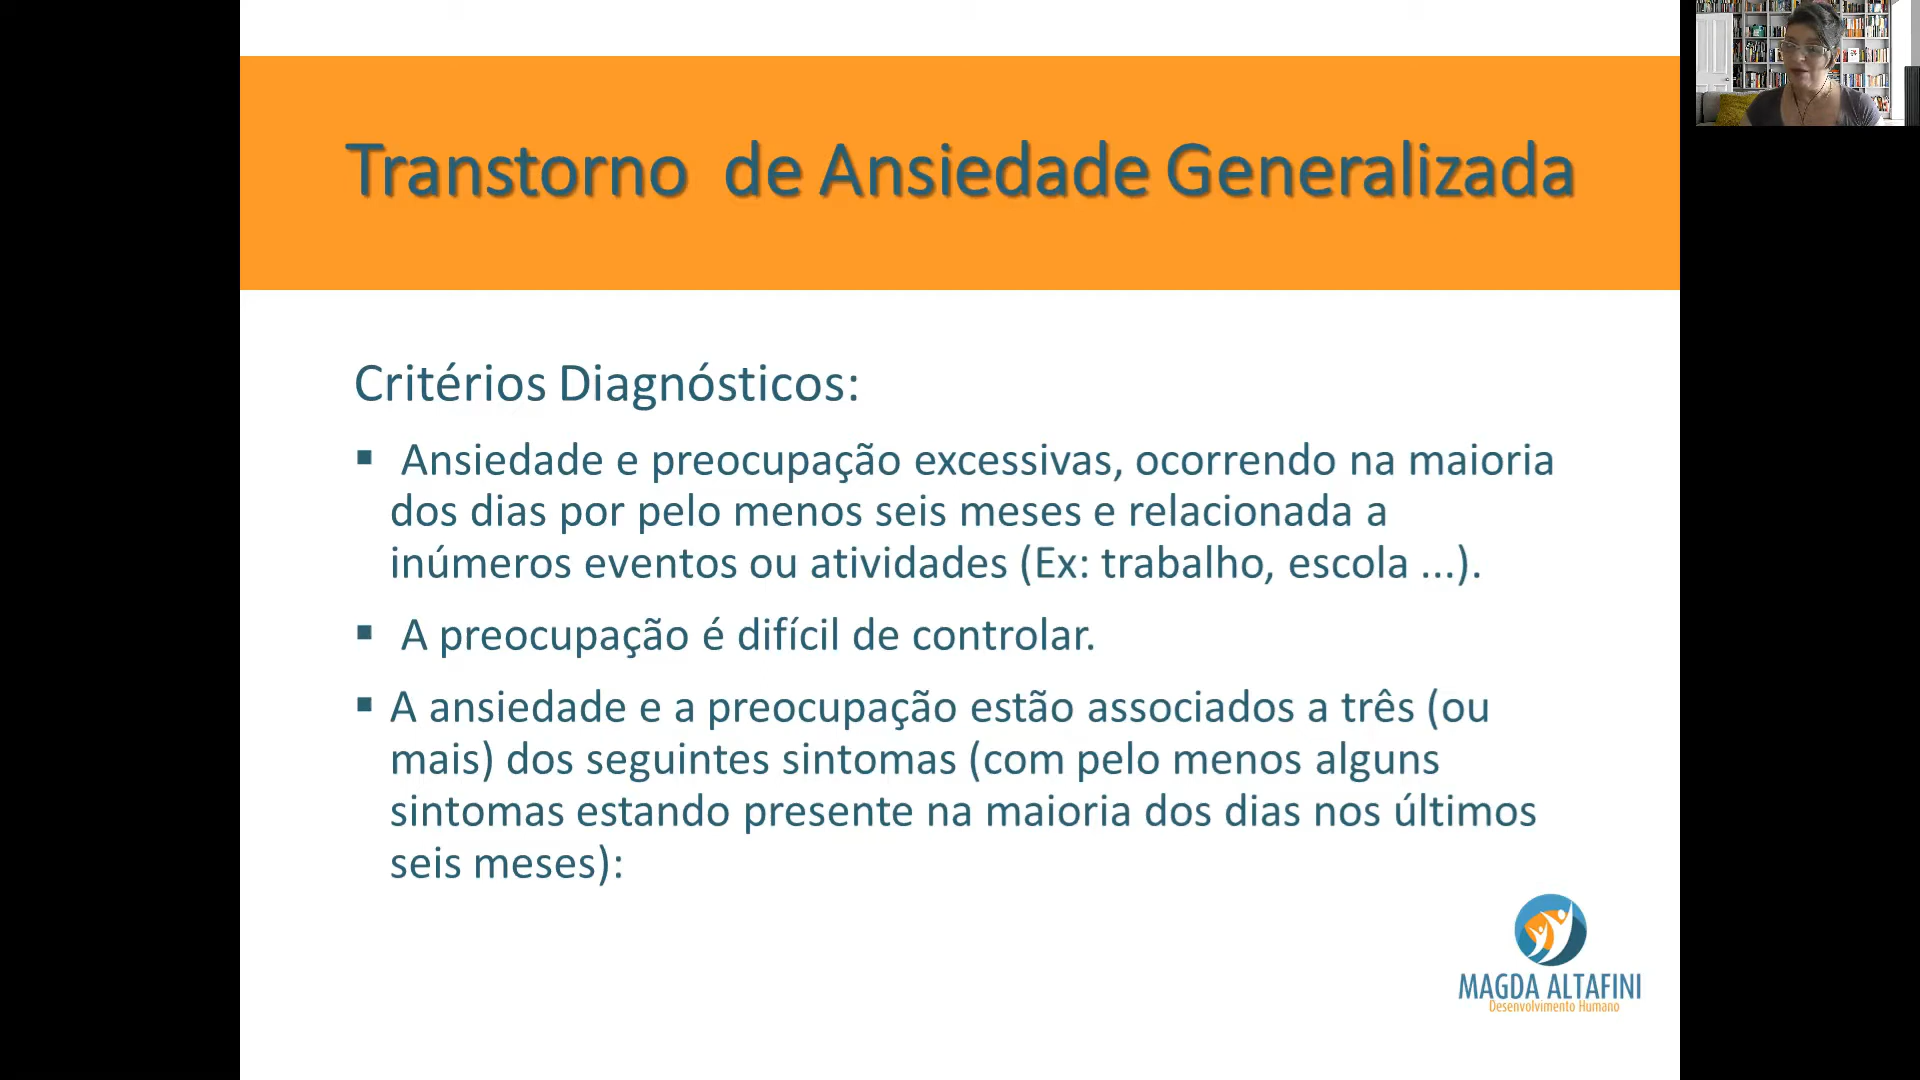 Transtorno de Ansiedade Generalizada
Critérios Diagnósticos:
▪ Ansiedade e preocupação excessivas, ocorrendo na maioria
dos dias por pelo menos seis meses e relacionada a
inúmeros eventos ou atividades (Ex: trabalho, escola ...).
▪ A preocupação é difícil de controlar.
▪ A ansiedade e a preocupação estão associados a três (ou
mais) dos seguintes sintomas (com pelo menos alguns
sintomas estando presente na maioria dos dias nos últimos
seis meses):
MAGDA ALTAFINI
Desenvolvimento Humano